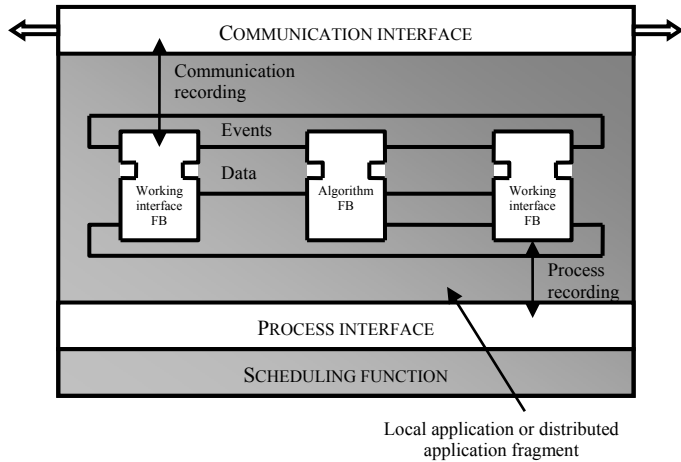 COMMUNICATION INTERFACE
Communication
recording
Events
Data
Working
interface
FB
Algorithm
FB
Working
interface
FB
Process
recording
PROCESS INTERFACE
SCHEDULING FUNCTION
Local application or distributed
application fragment